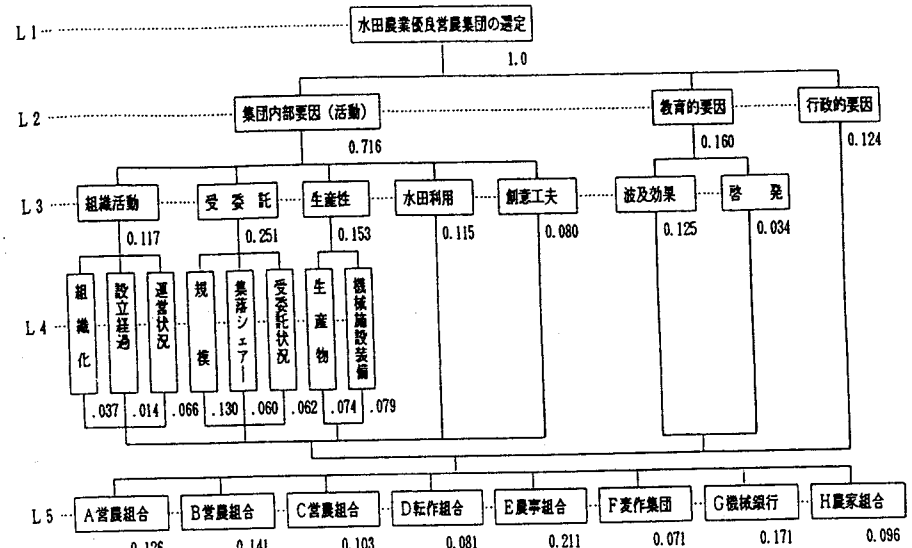 L1 水田農業優良営農集団の選定
1.0
L2 集団内部要因(活動) 教育的要因 行政的要因
0.716 0.160 0.124
L3 組織活動 受委託 生産性 水田利用 創意工夫 波及効果 啓発
0.117 0.251 0.153 0.115 0.080 0.125 0.034
L4 組織化 設立経過 運営状況 規模 集落シェアー 受委託状況 生産物 機械施設装備
.037 .014 .066 .130 .060 .062 .074 .079
L5 A営農組合 B営農組合 C営農組合 D転作組合 E農事組合 F麦作集団 G機械銀行 H農家組合
0.126 0.141 0.103 0.081 0.211 0.071 0.171 0.096